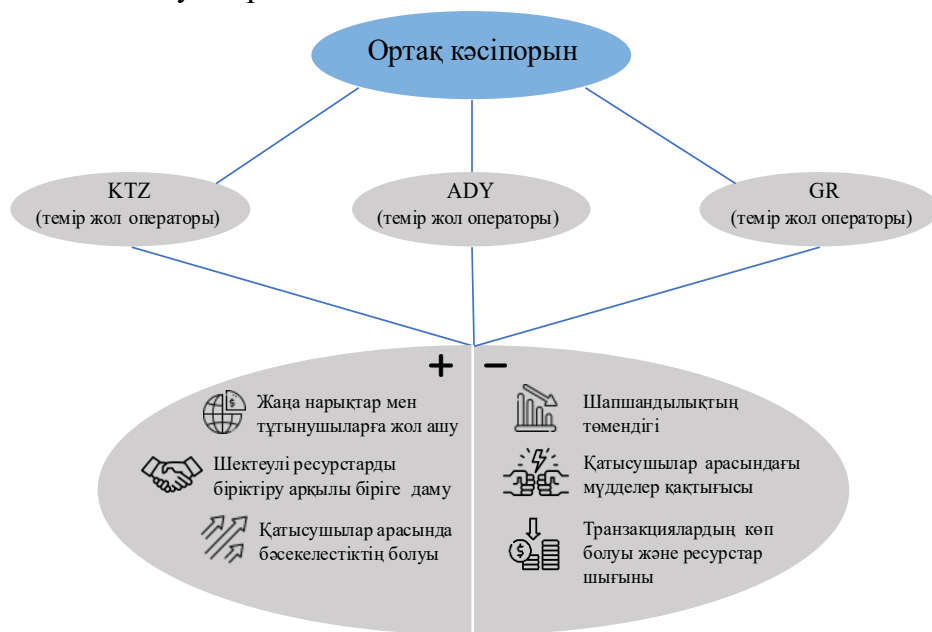 Ортақ кәсіпорын
KTZ
(темір жол операторы)
ADY
(темір жол операторы)
GR
(темір жол операторы)
+
−
Жаңа нарықтар мен
тұтынушыларға жол ашу
Шектеулі ресурстарды
біріктіру арқылы біріге даму
Қатысушылар арасында
бәсекелестіктің болуы
Шапшандылықтың
төмендігі
Қатысушылар арасындағы
мүдделер қақтығысы
Транзакциялардың көп
болуы және ресурстар
шығыны